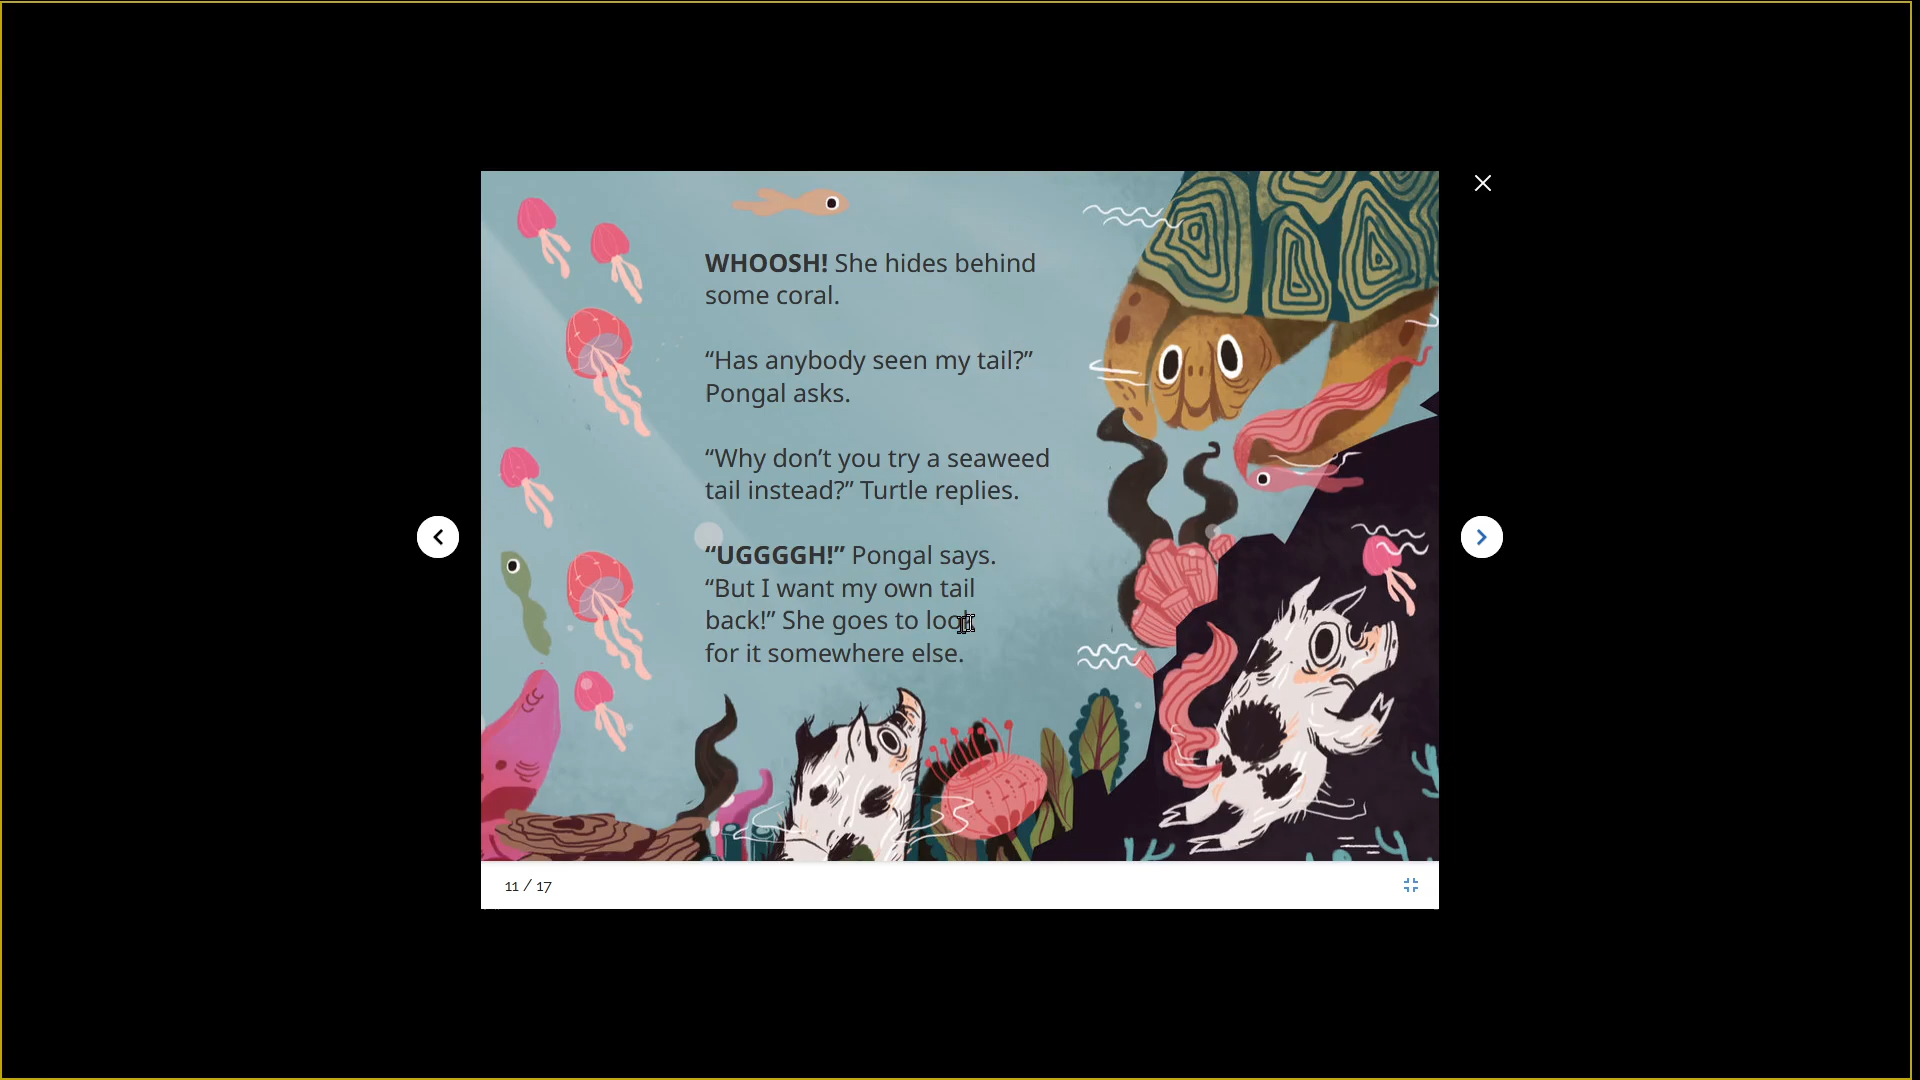 WHOOSH! She hides behind
some coral.
“Has anybody seen my tail?”
Pongal asks.
“Why don’t you try a seaweed
tail instead?” Turtle replies.
“UGGGGH!” Pongal says.
“But I want my own tail
back!” She goes to look
for it somewhere else.
11 / 17